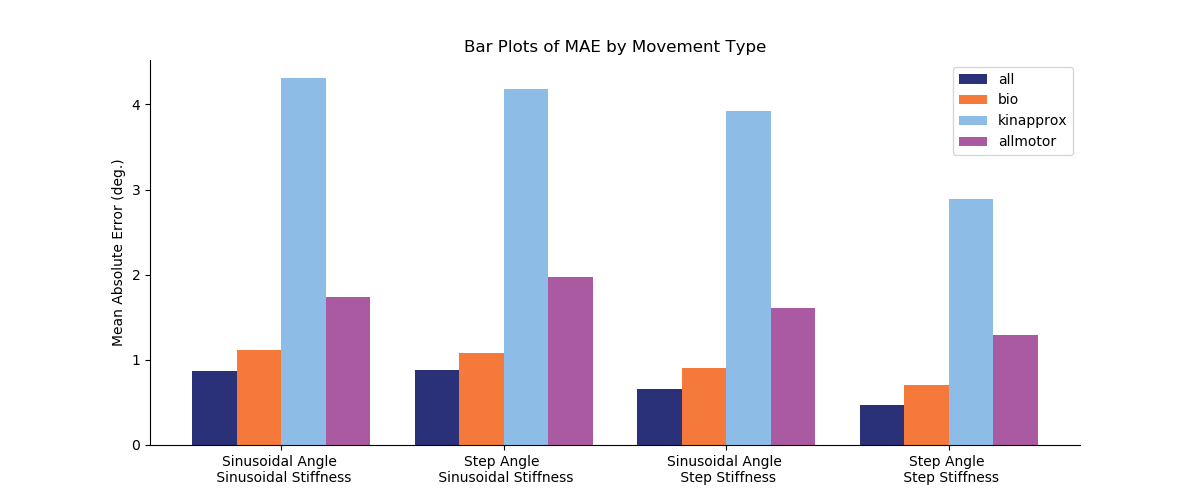 Bar Plots of MAE by Movement Type
all
bio
kinapprox
allmotor
Mean Absolute Error (deg.)
4
3
2
1
0
Sinusoidal Angle
Sinusoidal Stiffness
Step Angle
Sinusoidal Stiffness
Sinusoidal Angle
Step Stiffness
Step Angle
Step Stiffness